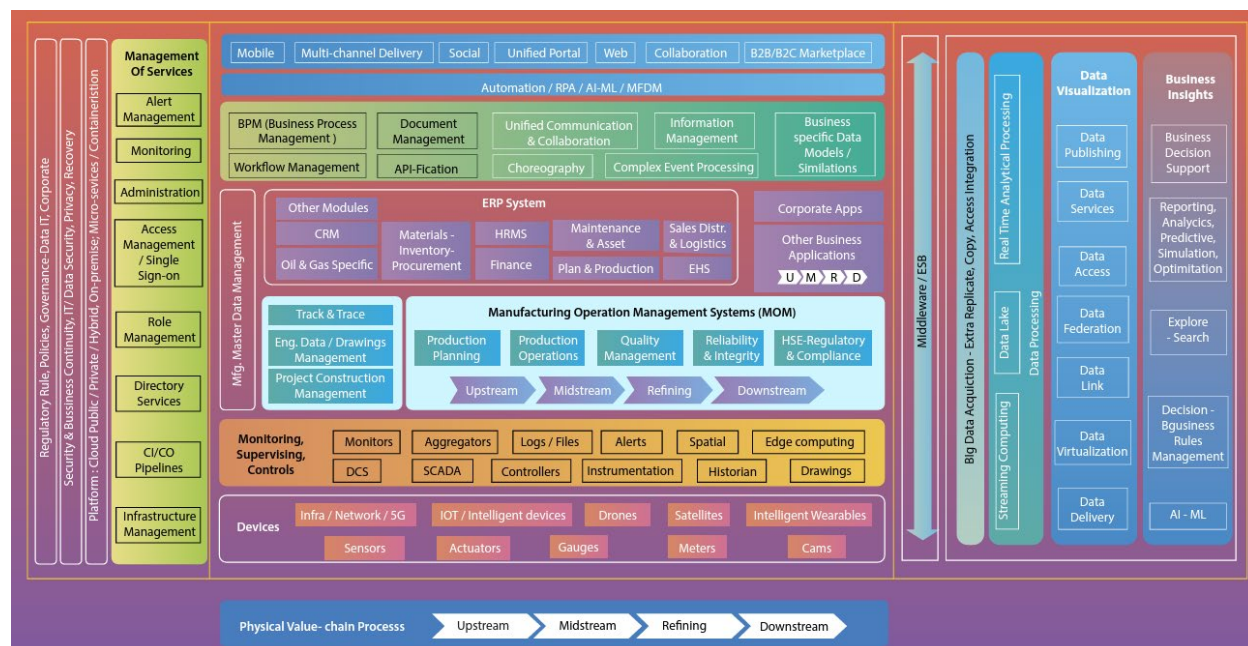 Regulatory Rule, Policies, Governance-Data IT, Corporate
Security & Bussiness Continuity, IT/ Data Security, Privacy, Recovery
Platform : Cloud Public / Private / Hybrid, On-premise; Micro-sevices / Containeristion
Management
Of Services
Alert
Management
Monitoring
Administration
Access
Management
/ Single
Sign-on
Role
Management
Directory
Services
CI/CO
Pipelines
Infrastructure
Management
Mobile
Multi-channel Delivery
Social
Unified Portal
Web
Collaboration
B2B/B2C Marketplace
Automation / RPA / AI-ML / MFDM
BPM (Business Process
Management )
Document
Management
Unified Communication
& Collaboration
Information
Management
Business
specific Data
Models /
Similations
Workflow Management
API-Fication
Choreography
Complex Event Processing
Mfg. Master Data Management
ERP System
Other Modules
CRM
Oil & Gas Specific
Materials -
Inventory-
Procurement
HRMS
Finance
Maintenance
& Asset
Plan & Production
Sales Distr.
& Logistics
EHS
Corporate Apps
Other Business
Applications
U M R D
Track & Trace
Eng. Data / Drawings
Management
Project Construction
Management
Manufacturing Operation Management Systems (MOM)
Production
Planning
Production
Operations
Quality
Management
Reliability
& Integrity
HSE-Regulatory
& Compliance
Upstream
Midstream
Refining
Downstream
Monitoring,
Supervising,
Controls
Monitors
Aggregators
Logs / Files
Alerts
Spatial
Edge computing
DCS
SCADA
Controllers
Instrumentation
Historian
Drawings
Devices
Infra / Network / 5G
IOT / Intelligent devices
Drones
Satellites
Intelligent Wearables
Sensors
Actuators
Gauges
Meters
Cams
Middleware / ESB
Big Data Acquiction - Extra Replicate, Copy, Access Integration
Real Time Analytical Processing
Data Lake
Data Processing
Streaming Computing
Data
Visualization
Data
Publishing
Data
Services
Data
Access
Data
Federation
Data
Link
Data
Virtualization
Data
Delivery
Business
Insights
Business
Decision
Support
Reporting,
Analycics,
Predictive,
Simulation,
Optimitation
Explore
- Search
Decision -
Bgusiness
Rules
Management
AI - ML
Physical Value- chain Processs
Upstream
Midstream
Refining
Downstream